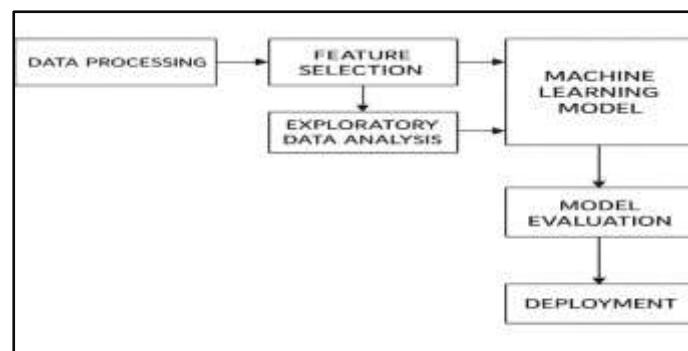 DATA PROCESSING
FEATURE
SELECTION
EXPLORATORY
DATA ANALYSIS
MACHINE
LEARNING
MODEL
MODEL
EVALUATION
DEPLOYMENT